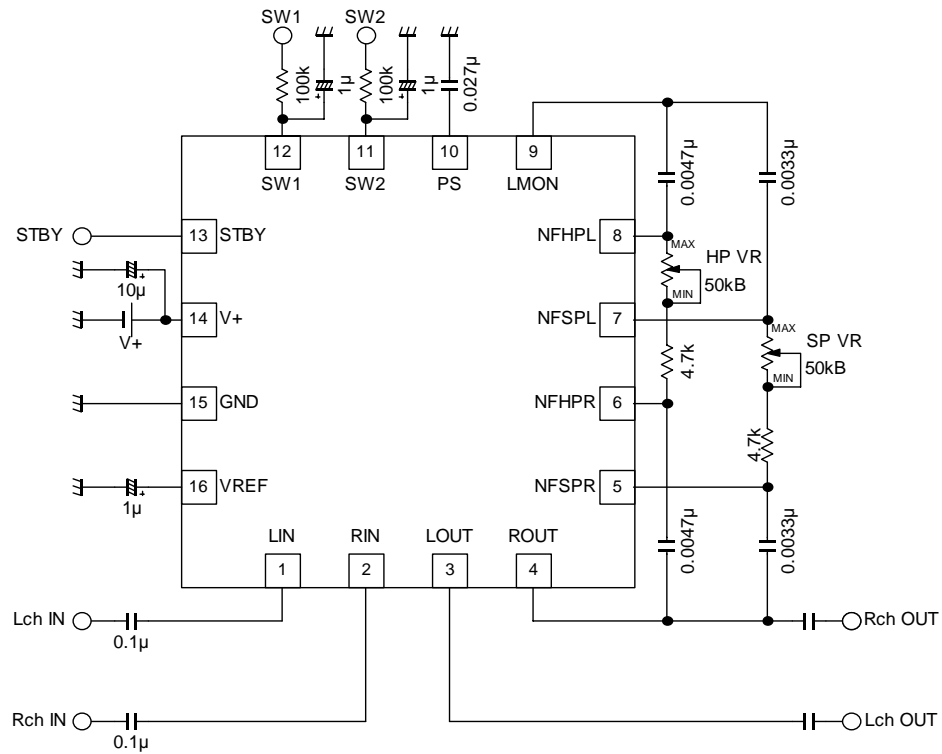 SW1 SW2
100k 1μ 100k 1μ 0.027μ
+ +
12 11 10 9
SW1 SW2 PS LMON
0.0047μ 0.0033μ
STBY 13 STBY
NFHPL 8 MAX
HP VR
50kB
MIN
10μ +
V+ 14 V+
NFSPL 7 MAX
SP VR
50kB
MIN
4.7k
15 GND
NFHPR 6
4.7k
16 VREF
1μ +
NFSPR 5
0.0047μ 0.0033μ
LIN RIN LOUT ROUT
1 2 3 4
Lch IN 0.1μ
Rch OUT
Rch IN 0.1μ
Lch OUT